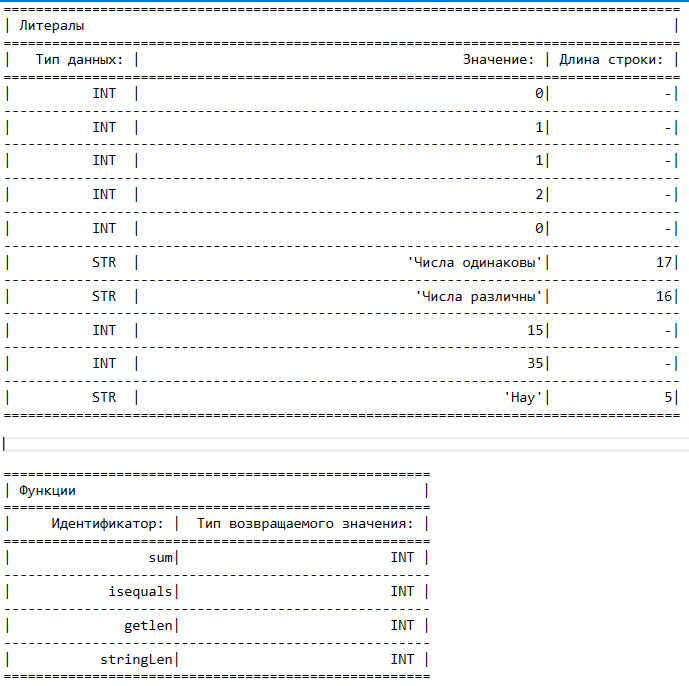 Литералы
Тип данных: | Значение: | Длина строки:
INT | 0| -|
INT | 1| -|
INT | 1| -|
INT | 2| -|
INT | 0| -|
STR | 'Числа одинаковы'| 17|
STR | 'Числа различны'| 16|
INT | 15| -|
INT | 35| -|
STR | 'Hay'| 5|
Функции
Идентификатор: | Тип возвращаемого значения: |
sum| INT |
isequals| INT |
getlen| INT |
stringLen| INT |